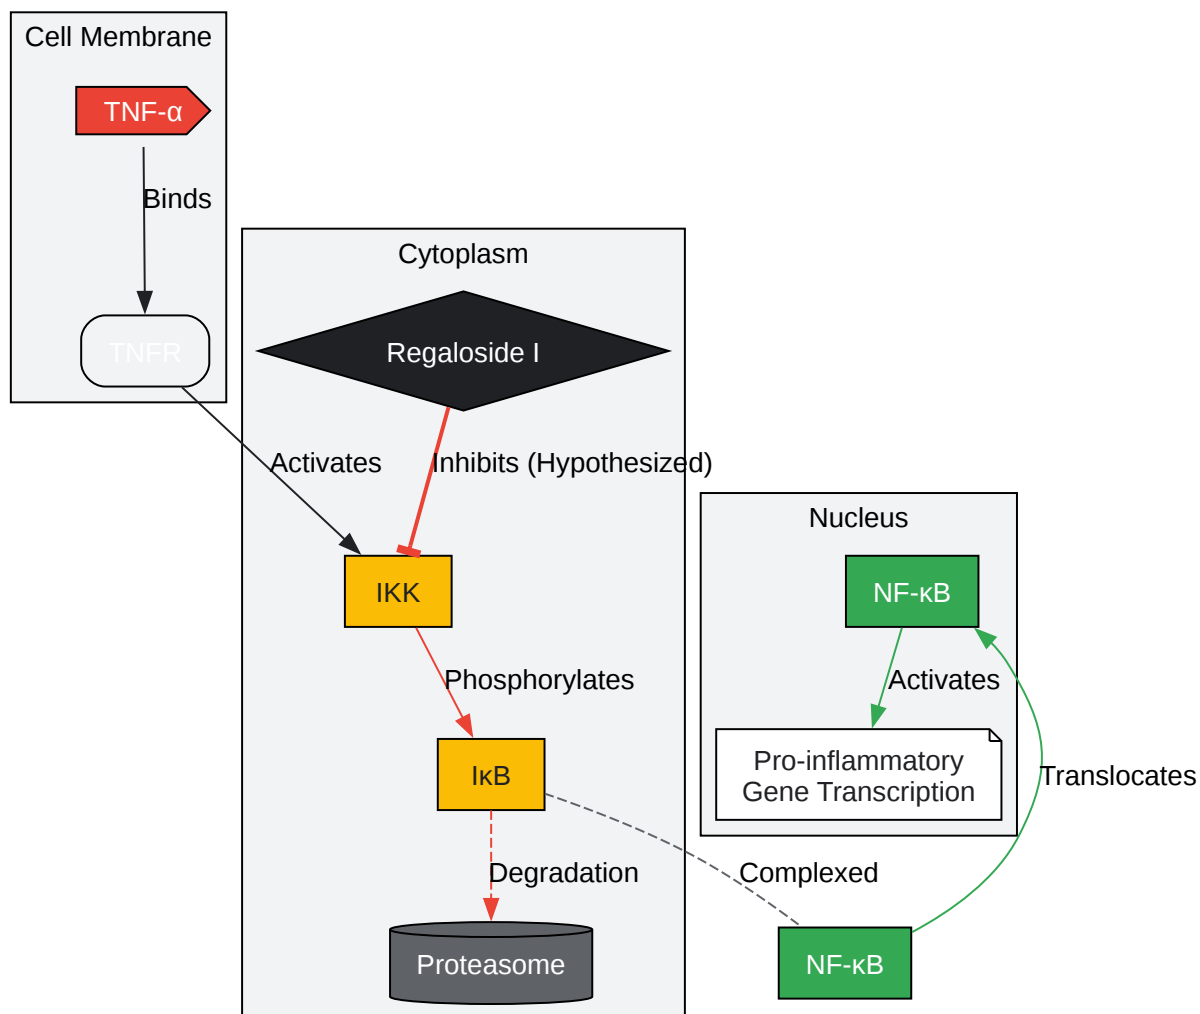 Cell Membrane
TNF-α
Binds
TNFR
Cytoplasm
Regaloside I
Activates
Inhibits (Hypothesized)
IKK
Phosphorylates
IκB
Degradation
Proteasome
Nucleus
NF-κB
Activates
Pro-inflammatory
Gene Transcription
Translocates
Complexed
NF-κB